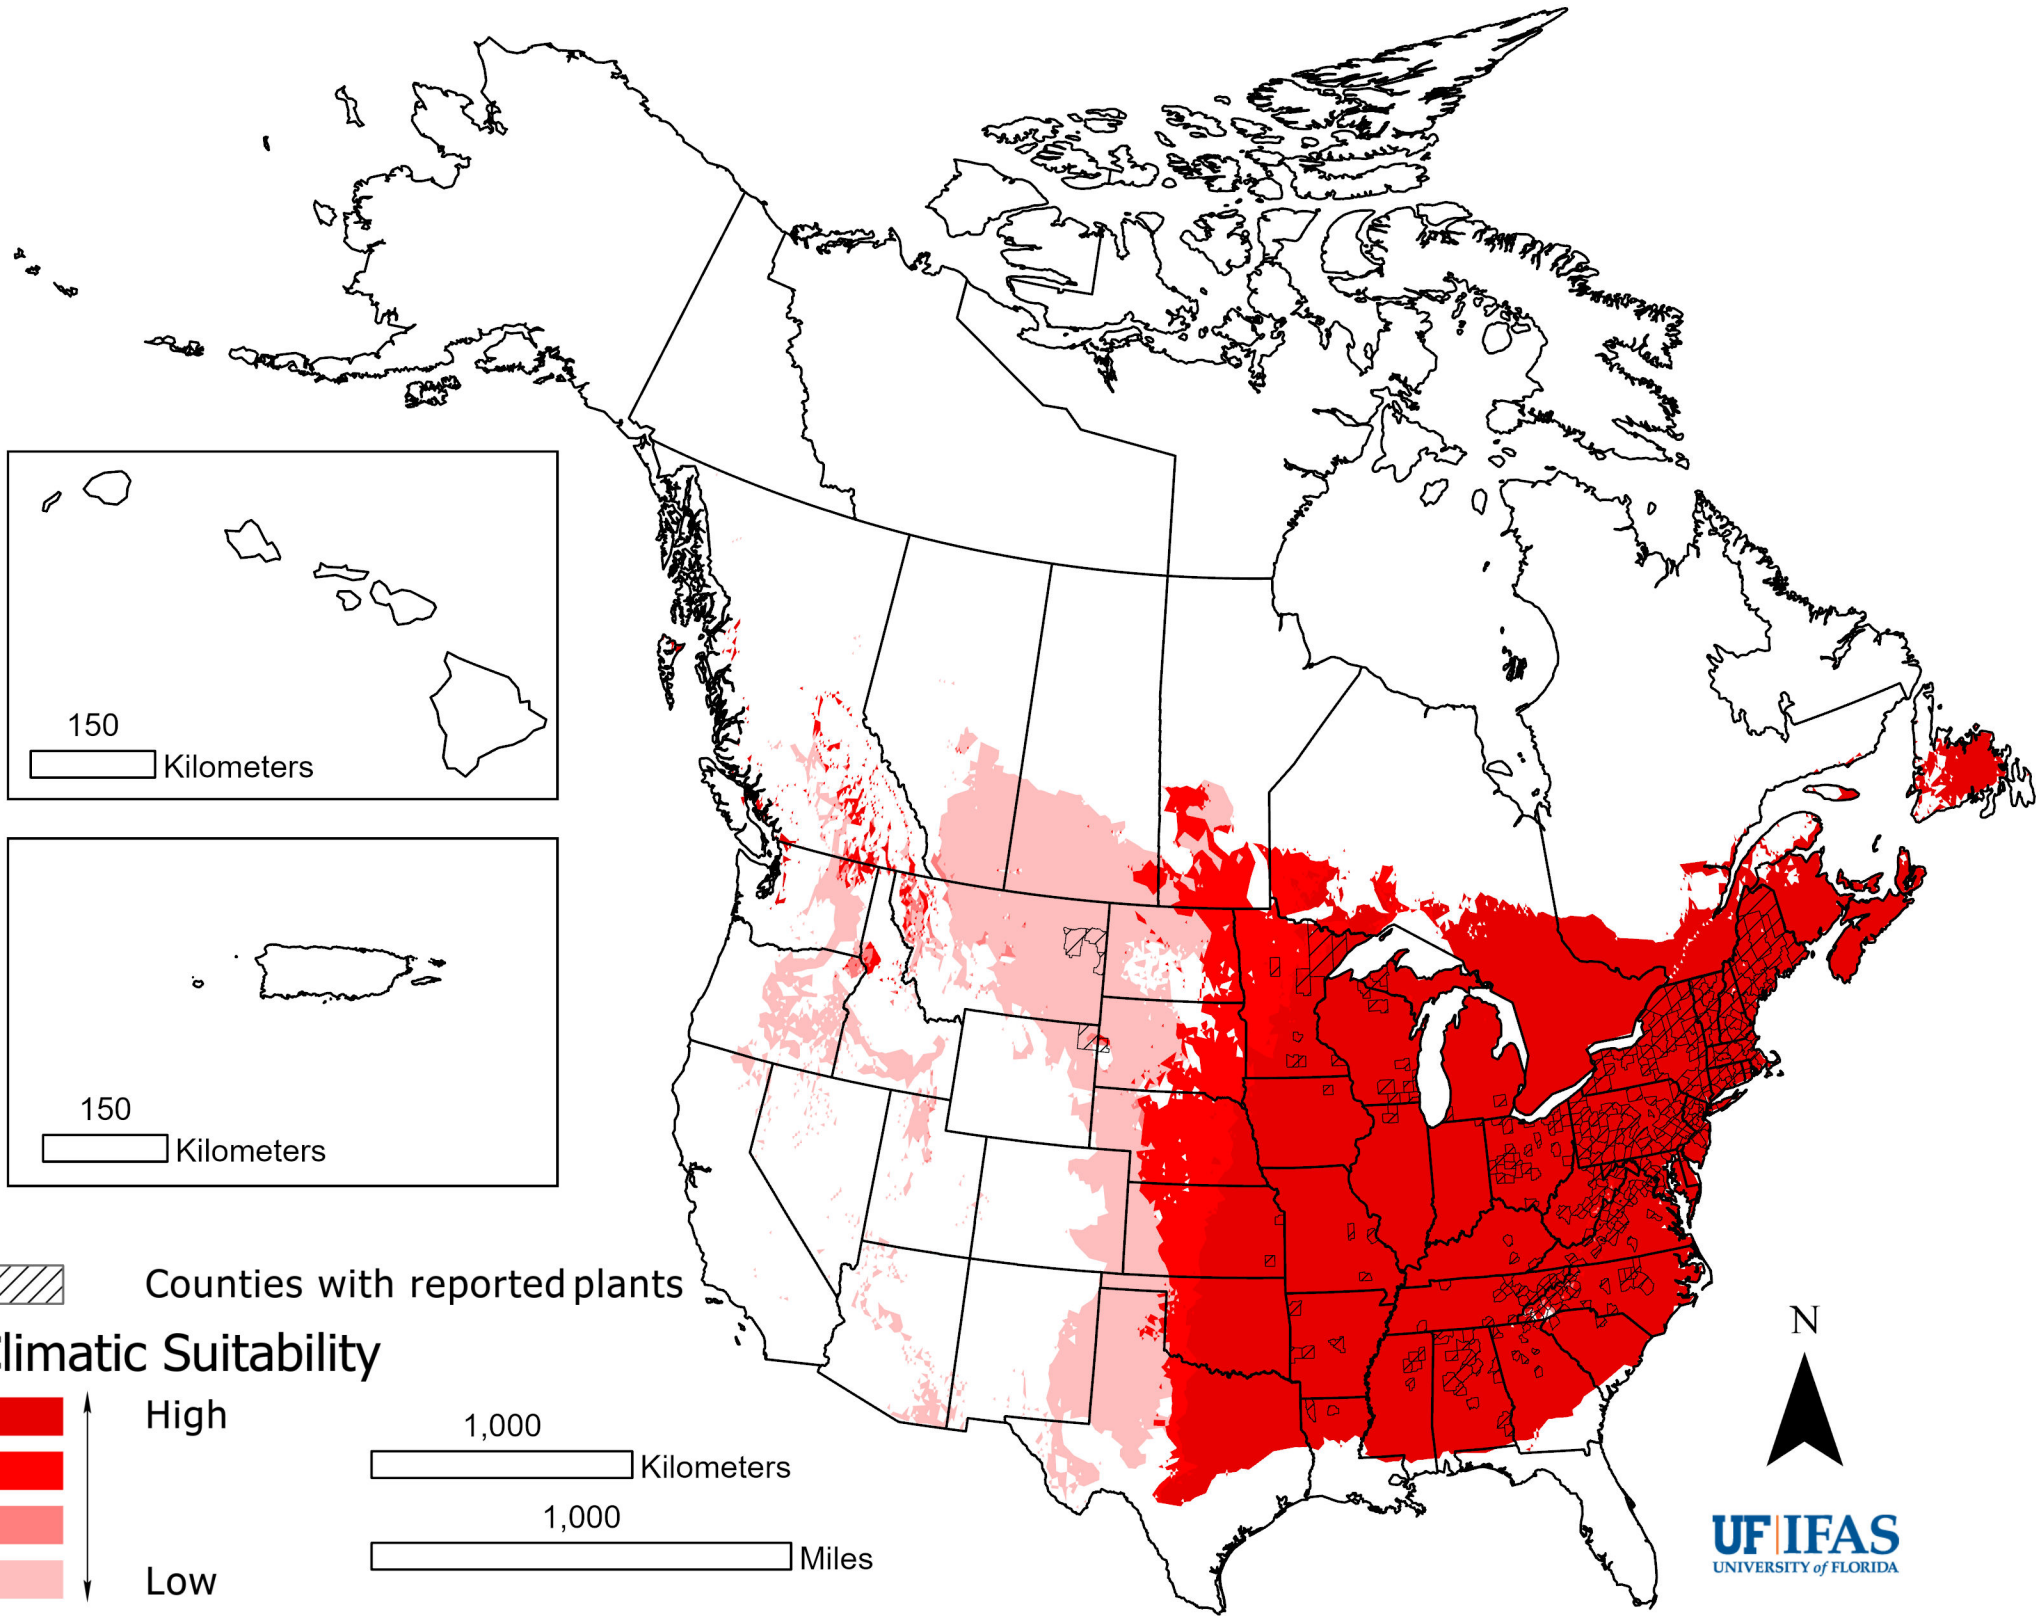 150
Kilometers
150
Kilometers
Counties with reported plants
limatic Suitability
High
Low
1,000
Kilometers
1,000
Miles
N
UF|IFAS
UNIVERSITY of FLORIDA